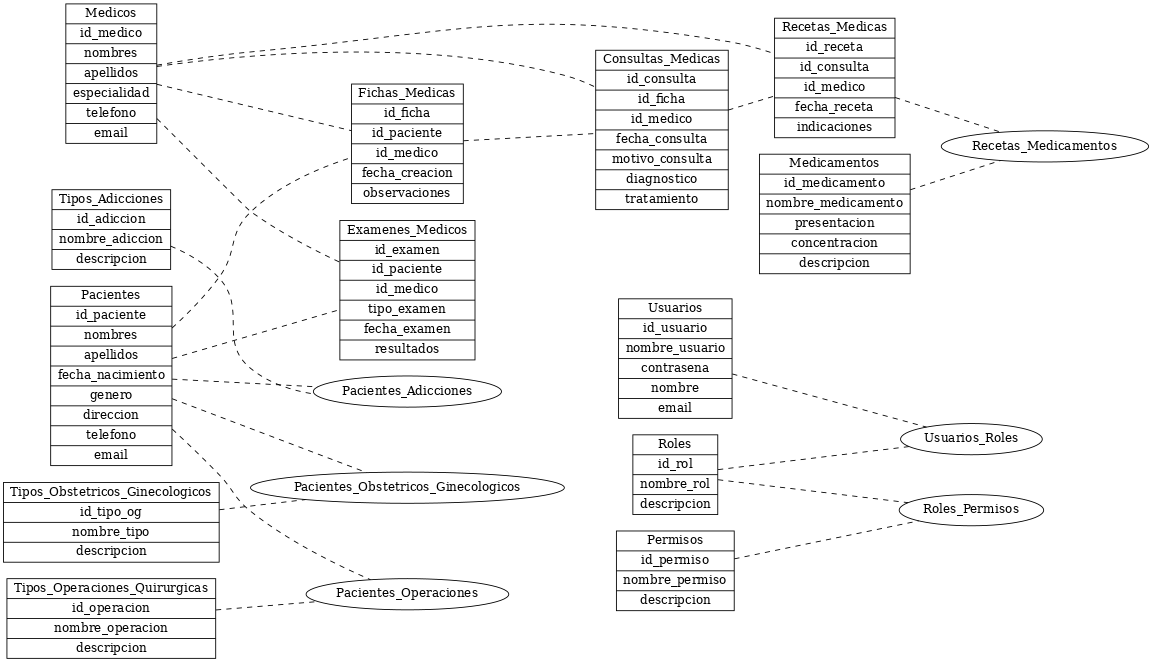 Medicos
id_medico
nombres
apellidos
especialidad
telefono
email
Tipos_Adicciones
id_adiccion
nombre_adiccion
descripcion
Pacientes
id_paciente
nombres
apellidos
fecha_nacimiento
genero
direccion
telefono
email
Tipos_Obstetricos_Ginecologicos
id_tipo_og
nombre_tipo
descripcion
Tipos_Operaciones_Quirurgicas
id_operacion
nombre_operacion
descripcion
Fichas_Medicas
id_ficha
id_paciente
id_medico
fecha_creacion
observaciones
Examenes_Medicos
id_examen
id_paciente
id_medico
tipo_examen
fecha_examen
resultados
Pacientes_Adicciones
Pacientes_Obstetricos_Ginecologicos
Pacientes_Operaciones
Consultas_Medicas
id_consulta
id_ficha
id_medico
fecha_consulta
motivo_consulta
diagnostico
tratamiento
Recetas_Medicas
id_receta
id_consulta
id_medico
fecha_receta
indicaciones
Medicamentos
id_medicamento
nombre_medicamento
presentacion
concentracion
descripcion
Recetas_Medicamentos
Usuarios
id_usuario
nombre_usuario
contrasena
nombre
email
Roles
id_rol
nombre_rol
descripcion
Permisos
id_permiso
nombre_permiso
descripcion
Usuarios_Roles
Roles_Permisos